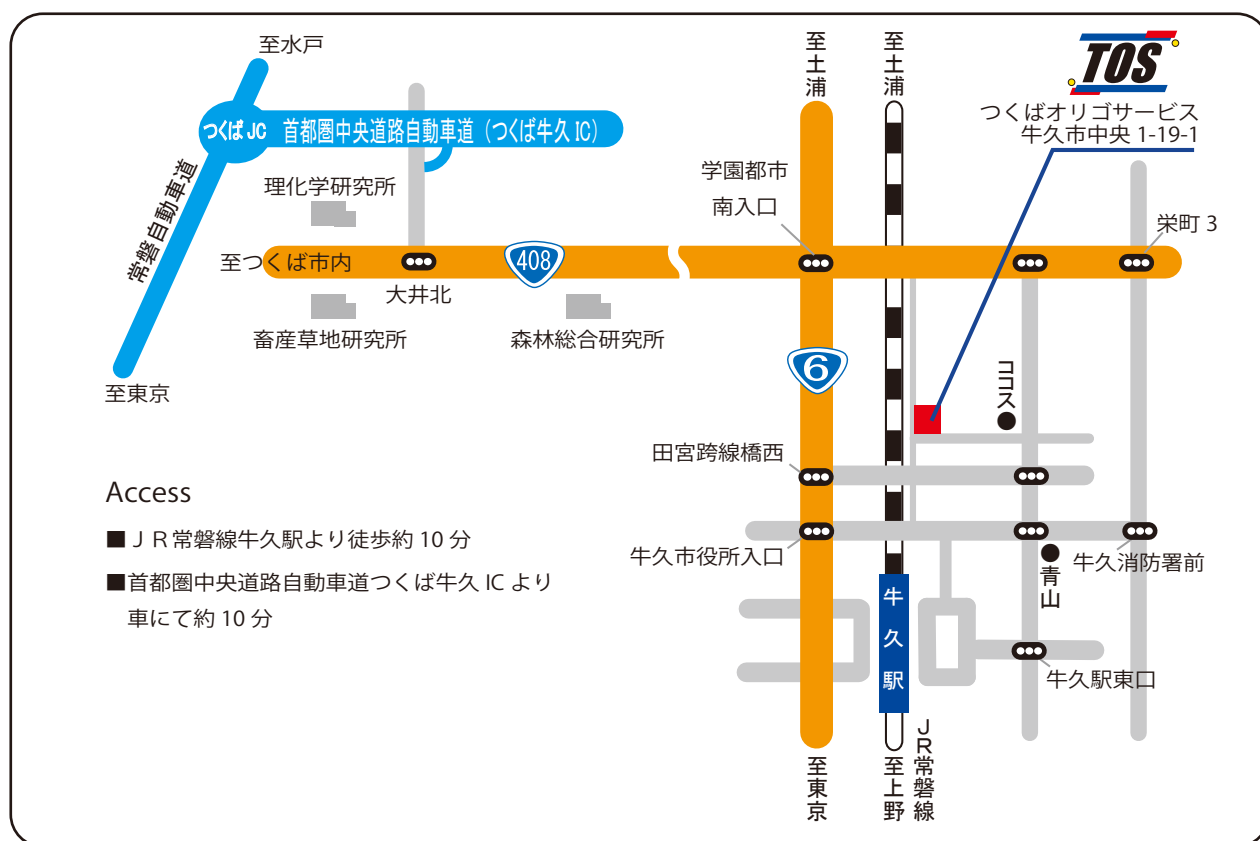 至水戸
つくば JC
首都圏中央道路自動車道（つくば牛久 IC）
常磐自動車道
理化学研究所
至つくば市内
大井北
408
畜産草地研究所
森林総合研究所
至東京
至土浦
至土浦
TOS
つくばオリゴサービス
牛久市中央 1-19-1
学園都市
南入口
栄町 3
6
ココス
田宮跨線橋西
牛久市役所入口
青山
牛久消防署前
牛久駅
牛久駅東口
至東京
至上野
ＪＲ常磐線
Access
■ＪＲ常磐線牛久駅より徒歩約 10 分
■首都圏中央道路自動車道つくば牛久 IC より
車にて約 10 分